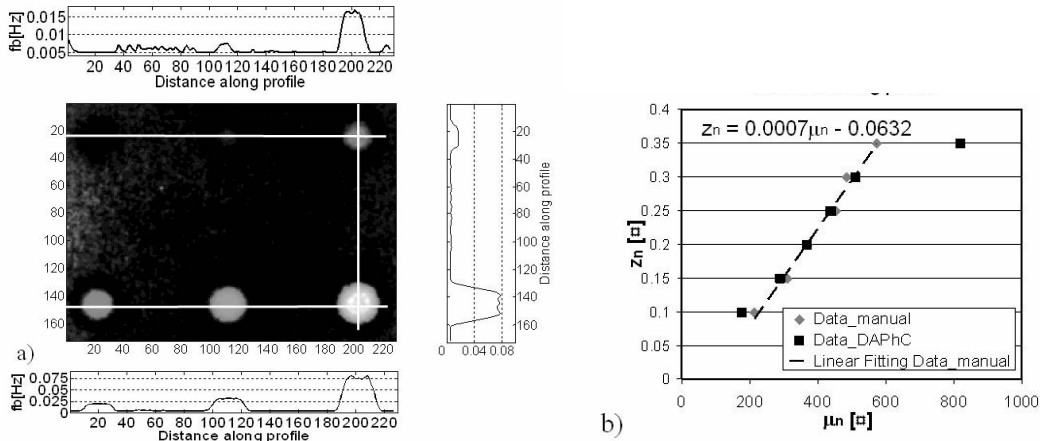 fb[Hz]
0.015
0.01
0.005
20 40 60 80 100 120 140 160 180 200 220
Distance along profile
20
40
60
80
100
120
140
160
20 40 60 80 100 120 140 160 180 200 220
a)
20
40
60
80
100
120
140
160
Distance along profile
0 0.04 0.08
fb[Hz]
0.075
0.05
0.025
0
20 40 60 80 100 120 140 160 180 200 220
Distance along profile
zn = 0.0007μn - 0.0632
zn [¤]
0.4
0.35
0.3
0.25
0.2
0.15
0.1
0.05
0
Data_manual
Data_DAPhC
Linear Fitting Data_manual
0 200 400 600 800 1000
μn [¤]
b)